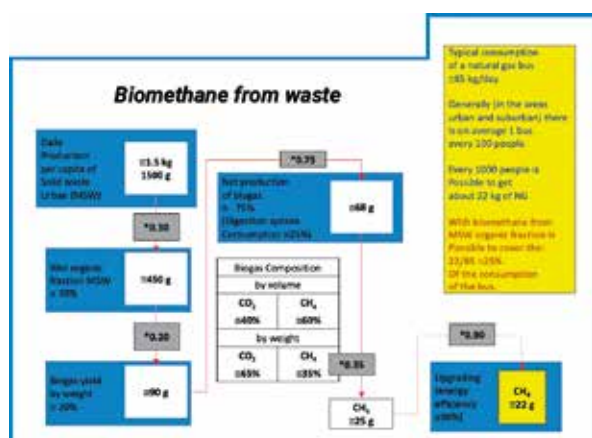 Biomethane from waste
Daily
Production
per capita of
Solid waste
Urban (MSW)
≅1.5 kg
1500 g
*0.30
Wet organic
fraction MSW
≅ 30%
≅450 g
*0.20
Biogas yield
by weight
≅ 20%
≅90 g
*0.75
Net production
of biogas
≅ 75%
(Digestion system
Consumption ≅25%)
≅68 g
Biogas Composition
by volume
CO₂
≅40%
CH₄
≅60%
by weight
CO₂
≅65%
CH₄
≅35%
*0.35
CH₄
≅25 g
*0.90
Upgrading
(energy
efficiency
≅90%)
CH₄
≅22 g
Typical consumption
of a natural gas bus
≅85 kg/day
Generally (in the areas
urban and suburban) there
is on average 1 bus
every 100 people
Every 1000 people is
Possible to get
about 22 kg of NG
With biomethane from
MSW organic fraction is
Possible to cover the:
22/85 ≅25%
Of the consumption
of the bus.